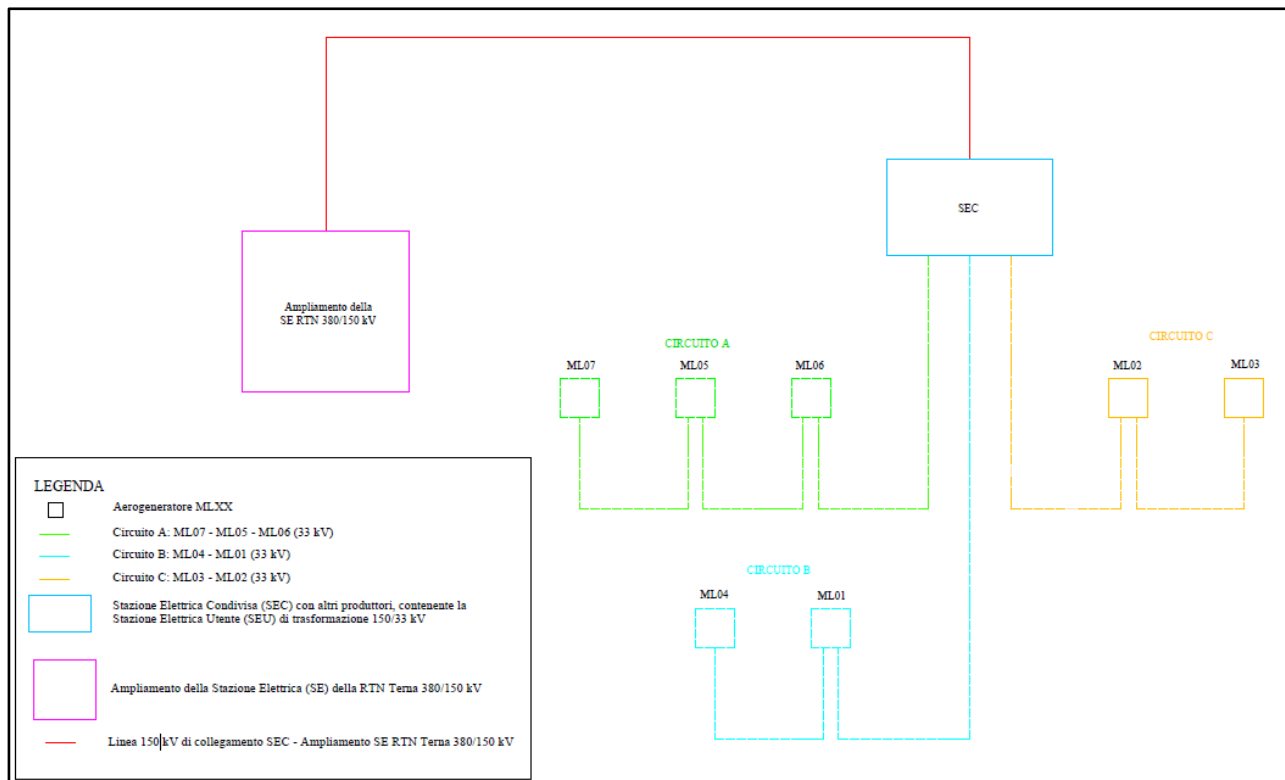 SEC
Ampliamento della
SE RTN 380/150 kV
CIRCUITO A
CIRCUITO C
ML07
ML05
ML06
ML02
ML03
CIRCUITO B
ML04
ML01
LEGENDA
Aerogeneratore MLXX
Circuito A: ML07 - ML05 - ML06 (33 kV)
Circuito B: ML04 - ML01 (33 kV)
Circuito C: ML03 - ML02 (33 kV)
Stazione Elettrica Condivisa (SEC) con altri produttori, contenente la
Stazione Elettrica Utente (SEU) di trasformazione 150/33 kV
Ampliamento della Stazione Elettrica (SE) della RTN Terna 380/150 kV
Linea 150 kV di collegamento SEC - Ampliamento SE RTN Terna 380/150 kV